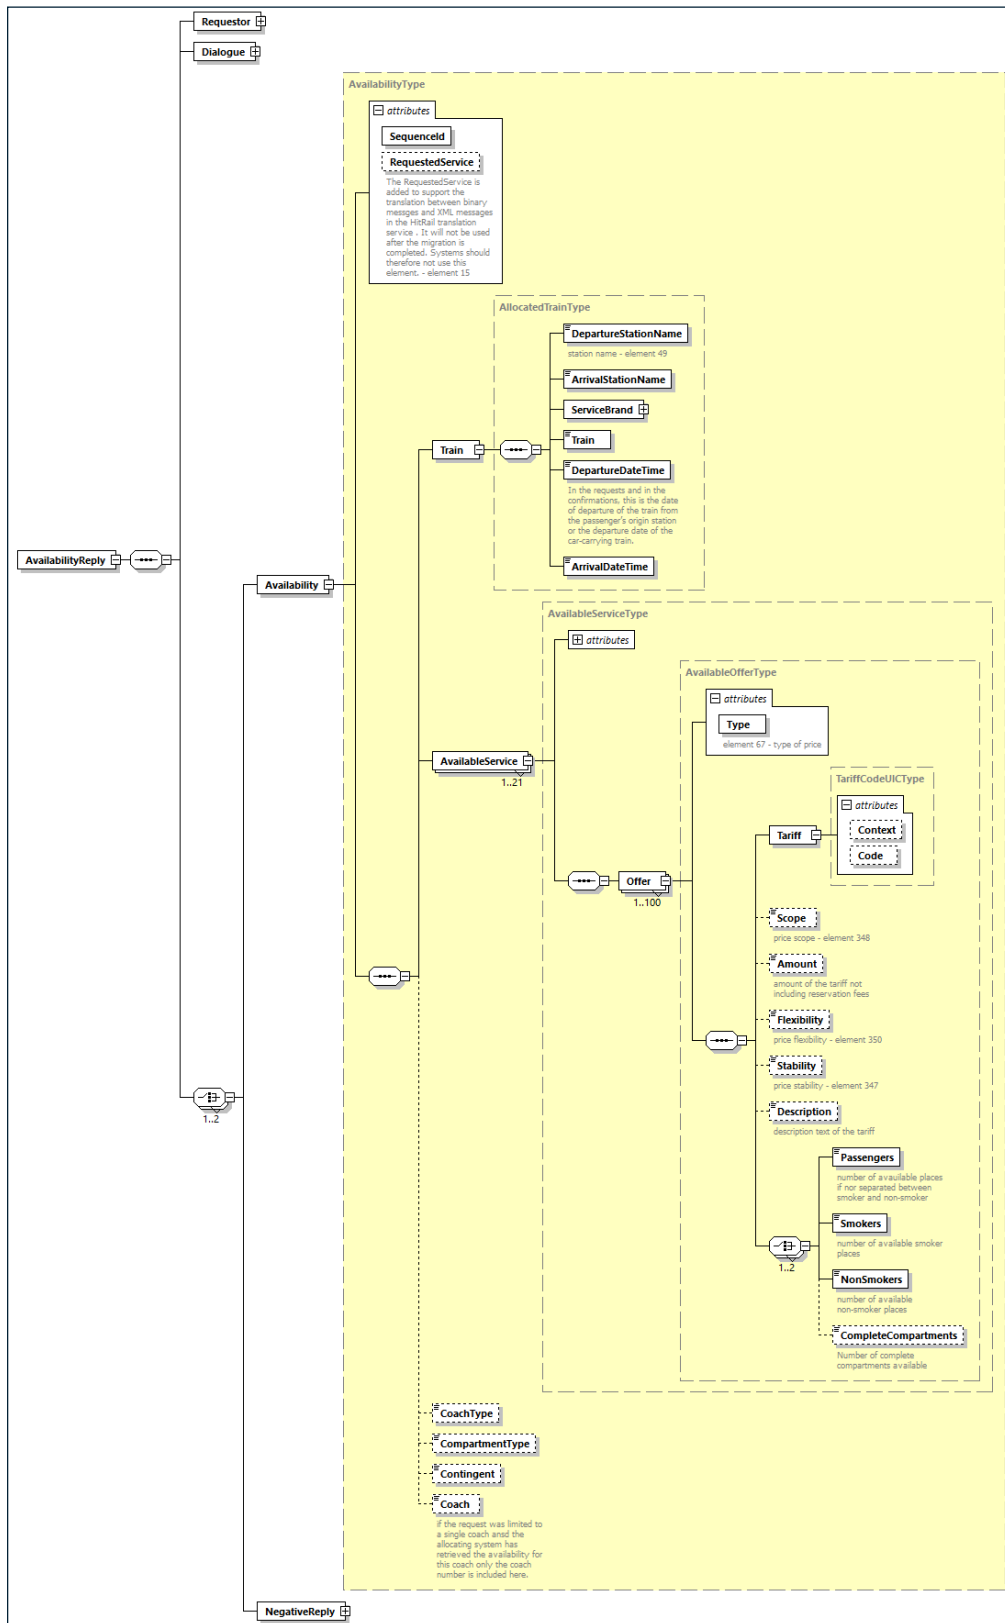 Requestor
Dialogue
AvailabilityType
attributes
SequenceId
RequestedService
The RequestedService is
added to support the
translation between binary
messges and XML messages
in the HitRail translation
service . It will not be used
after the migration is
completed. Systems should
therefore not use this
element. - element 15
AllocatedTrainType
DepartureStationName
station name - element 49
ArrivalStationName
ServiceBrand
Train
Train
DepartureDateTime
In the requests and in the
confirmations, this is the date
of departure of the train from
the passenger's origin station
or the departure date of the
car-carrying train.
ArrivalDateTime
AvailabilityReply
Availability
AvailableServiceType
attributes
AvailableOfferType
attributes
Type
element 67 - type of price
AvailableService
1..21
TariffCodeUICType
attributes
Context
Code
Tariff
Offer
1..100
Scope
price scope - element 348
Amount
amount of the tariff not
including reservation fees
Flexibility
price flexibility - element 350
Stability
price stability - element 347
Description
description text of the tariff
1..2
Passengers
number of avauilable places
if nor separated between
smoker and non-smoker
Smokers
number of available smoker
places
1..2
NonSmokers
number of available
non-smoker places
CompleteCompartments
Number of complete
compartments available
CoachType
CompartmentType
Contingent
Coach
if the request was limited to
a single coach ansd the
allocating system has
retrieved the availability for
this coach only the coach
number is included here.
NegativeReply